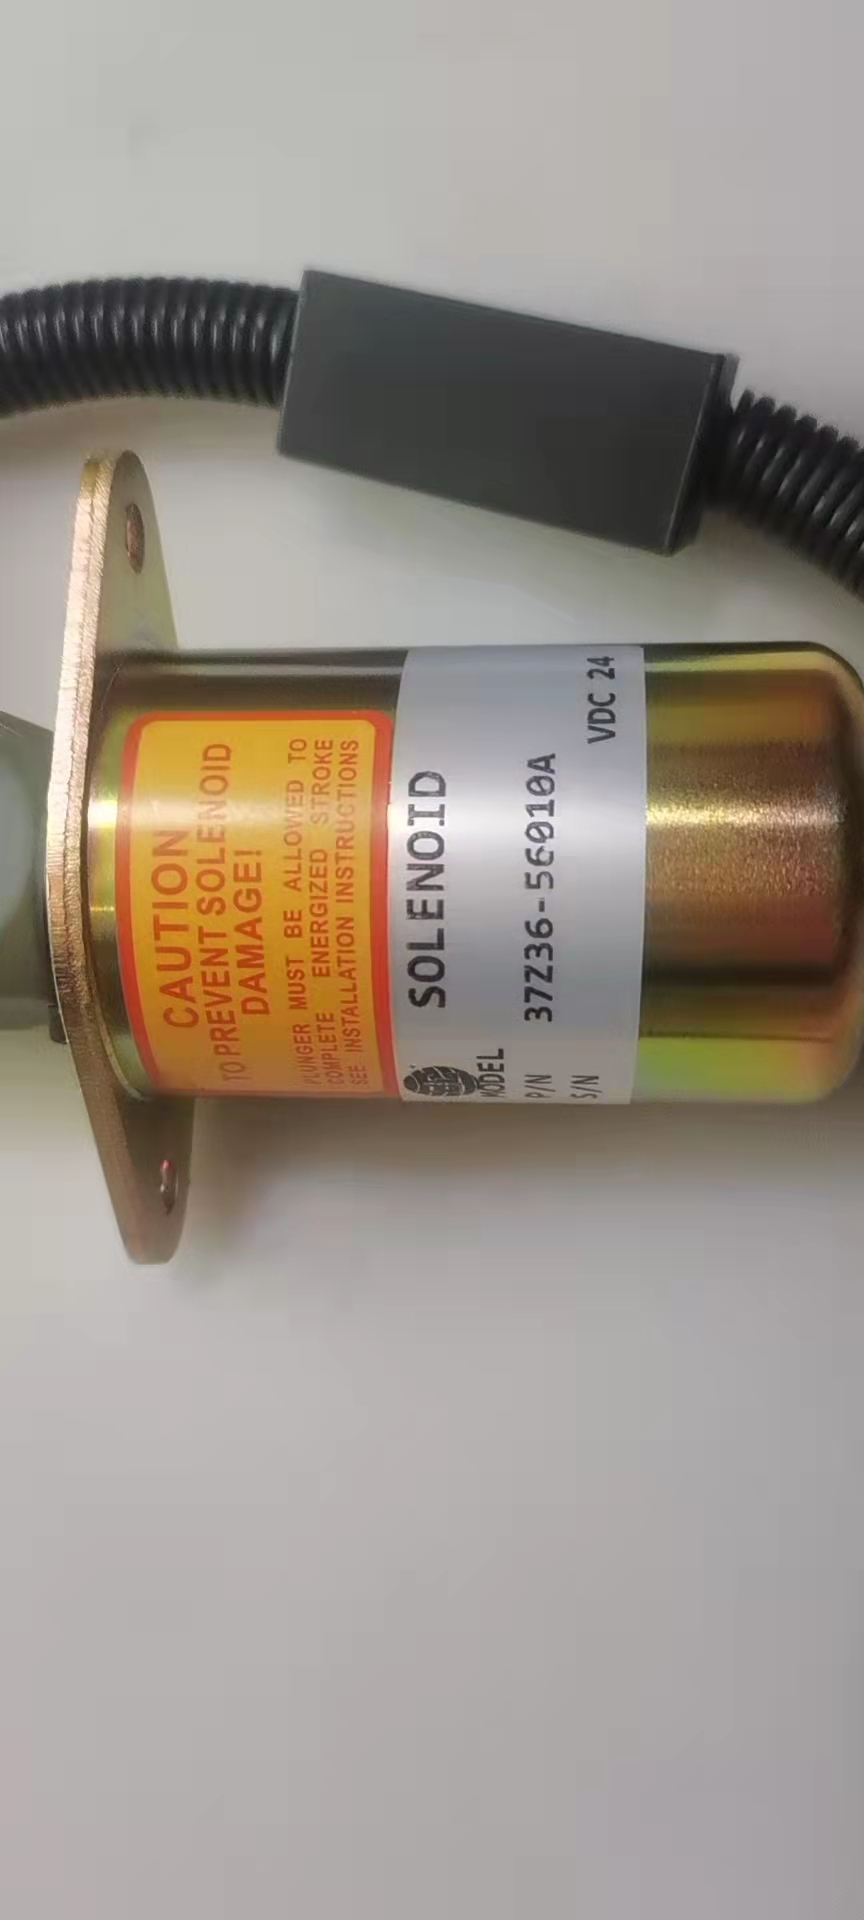 CAUTION
TO PREVENT SOLENOID
DAMAGE!
PLUNGER MUST BE ALLOWED TO
COMPLETE ENERGIZED STROKE
SEE INSTALLATION INSTRUCTIONS
SOLENOID
MODEL
P/N 37Z36-56010A
S/N VDC 24